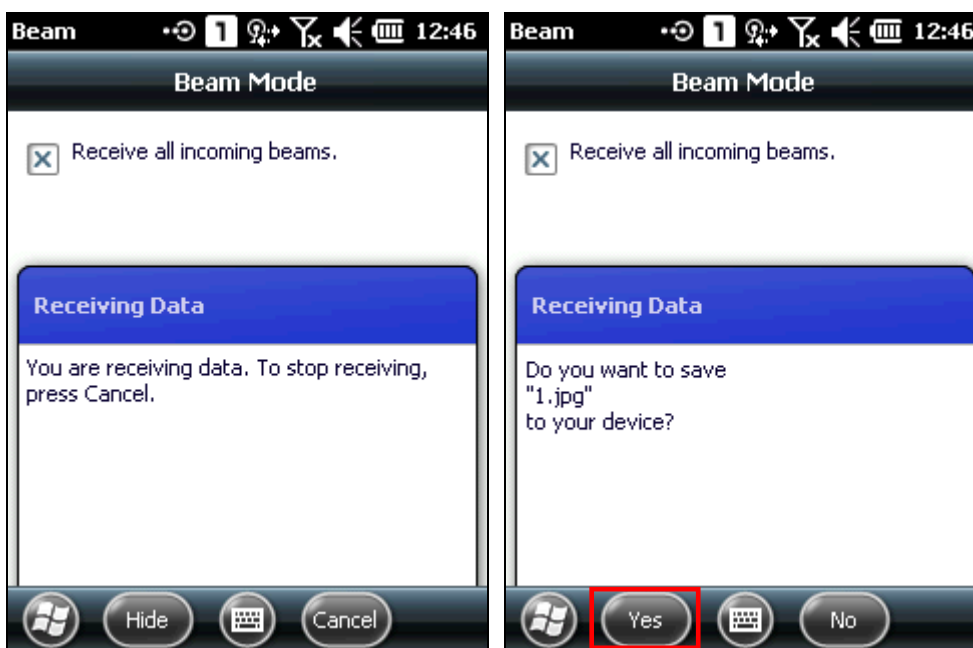 Beam 1 12:46
Beam Mode
Receive all incoming beams.
Receiving Data
You are receiving data. To stop receiving,
press Cancel.
Hide Cancel
Beam 1 12:46
Beam Mode
Receive all incoming beams.
Receiving Data
Do you want to save
"1.jpg"
to your device?
Yes No